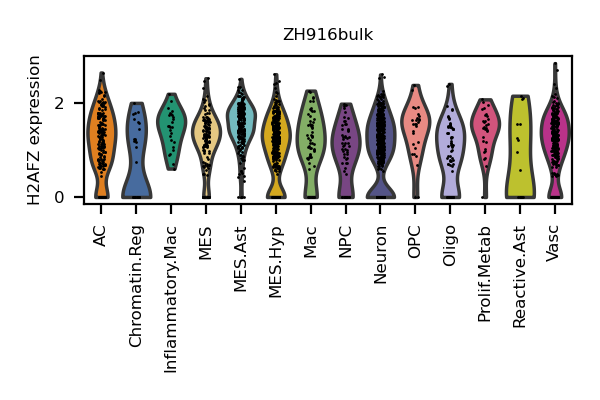 ZH916bulk
H2AFZ expression
2
0
AC
Chromatin.Reg
Inflammatory.Mac
MES
MES.Ast
MES.Hyp
Mac
NPC
Neuron
OPC
Oligo
Prolif.Metab
Reactive.Ast
Vasc